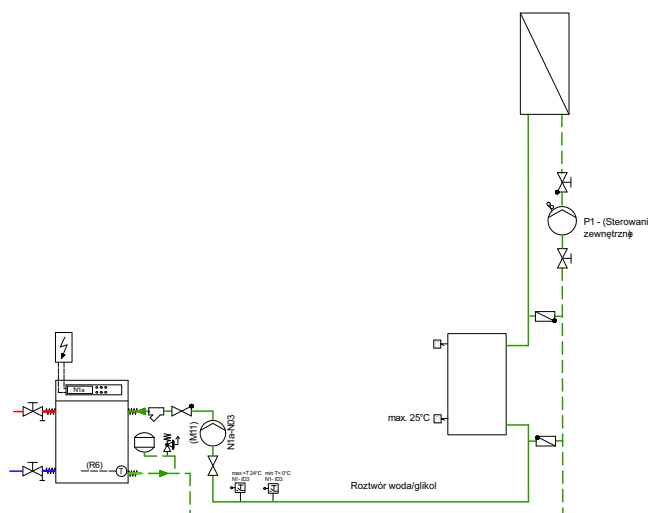 P1 - (Sterowani
zewnętrzne
N1a
max. 25°C
(M11)
N1a-N03
(R6)
T
max =T 24°C
N1- ID3
min T= 0°C
N1- ID3
Roztwór woda/glikol